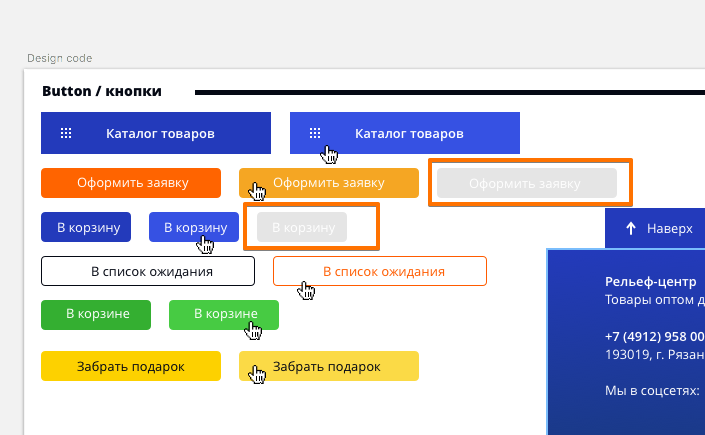 Design code
Button / кнопки
Каталог товаров
Каталог товаров
Оформить заявку
Оформить заявку
Оформить заявку
В корзину
В корзину
В корзину
Наверх
В список ожидания
В список ожидания
Рельеф-центр
Товары оптом д
В корзине
В корзине
+7 (4912) 958 00
193019, г. Рязан
Забрать подарок
Забрать подарок
Мы в соцсетях: